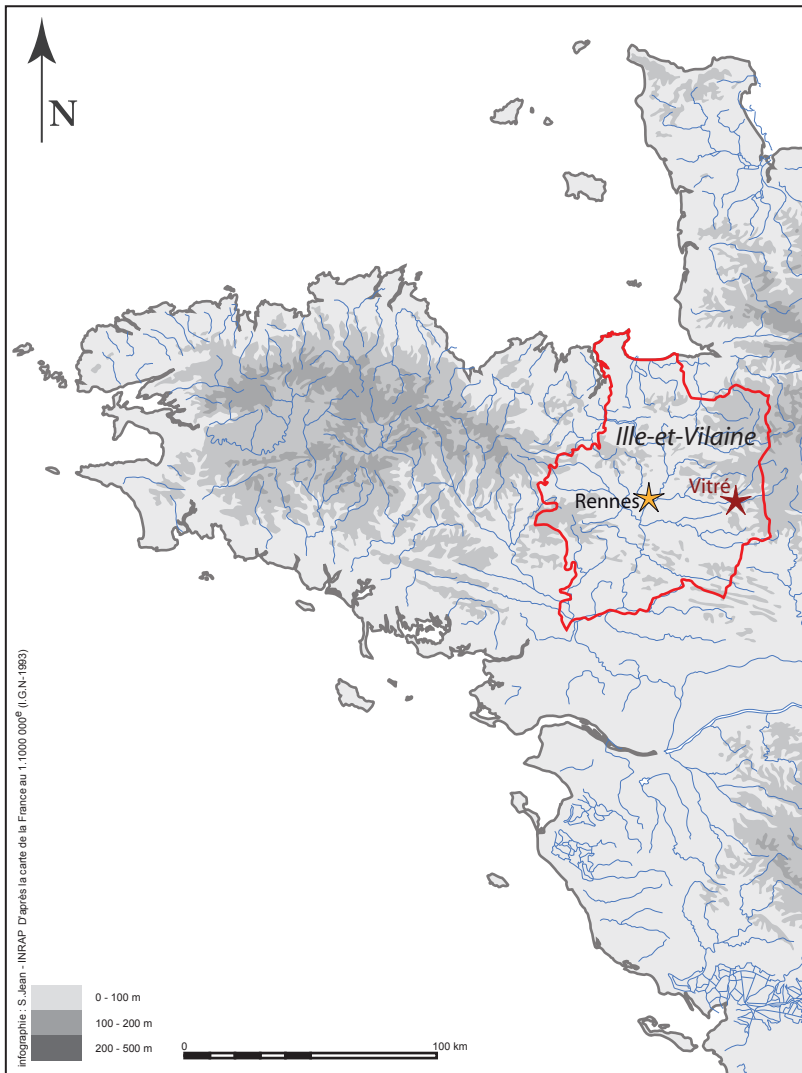 N
Ille-et-Vilaine
Vitré
Rennes
infographie : S.Jean - INRAP D'après la carte de la France au 1.1000 000e (I.G.N-1993)
0 - 100 m
100 - 200 m
200 - 500 m
0
100 km